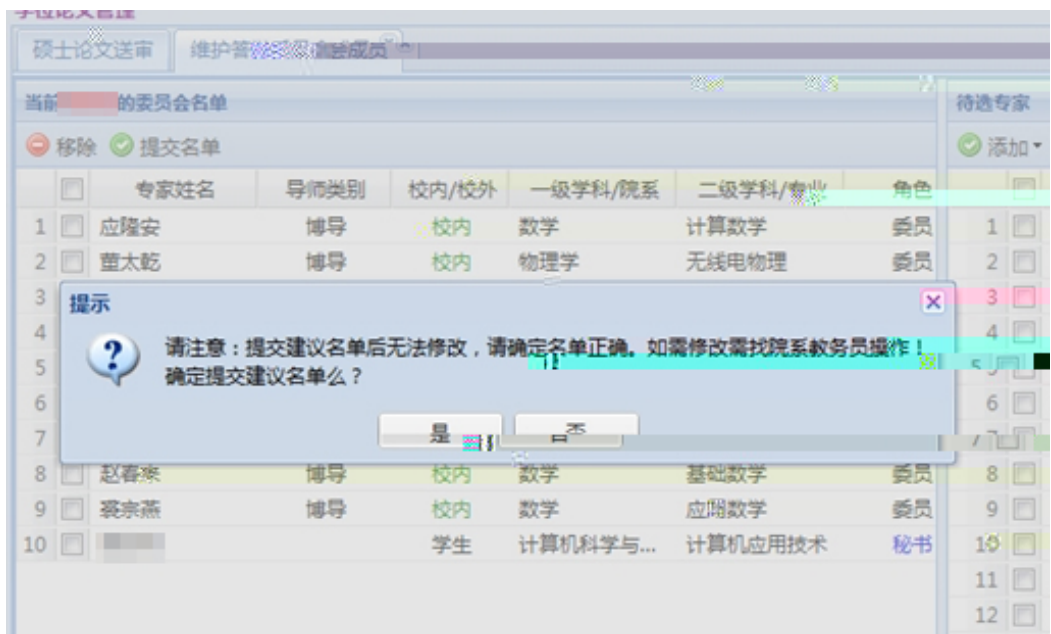 学位论文管理
硕士论文送审
维护答
会成员
当前
的委员会名单
待选专家
移除 提交名单
添加
专家姓名 导师类别 校内/校外 一级学科/院系 二级学科/专业 角色
1 应隆安 博导 校内 数学 计算数学 委员 1
2 董太乾 博导 校内 物理学 无线电物理 委员 2
3 提示 3
4 请注意：提交建议名单后无法修改，请确定名单正确。如需修改需找院系教务员操作！ 4
5 确定提交建议名单么？ 5
6 6
7 是 否 7
8 赵春来 博导 校内 数学 基础数学 委员 8
9 裘宗燕 博导 校内 数学 应用数学 委员 9
10 学生 计算机科学与... 计算机应用技术 秘书 10
11
12